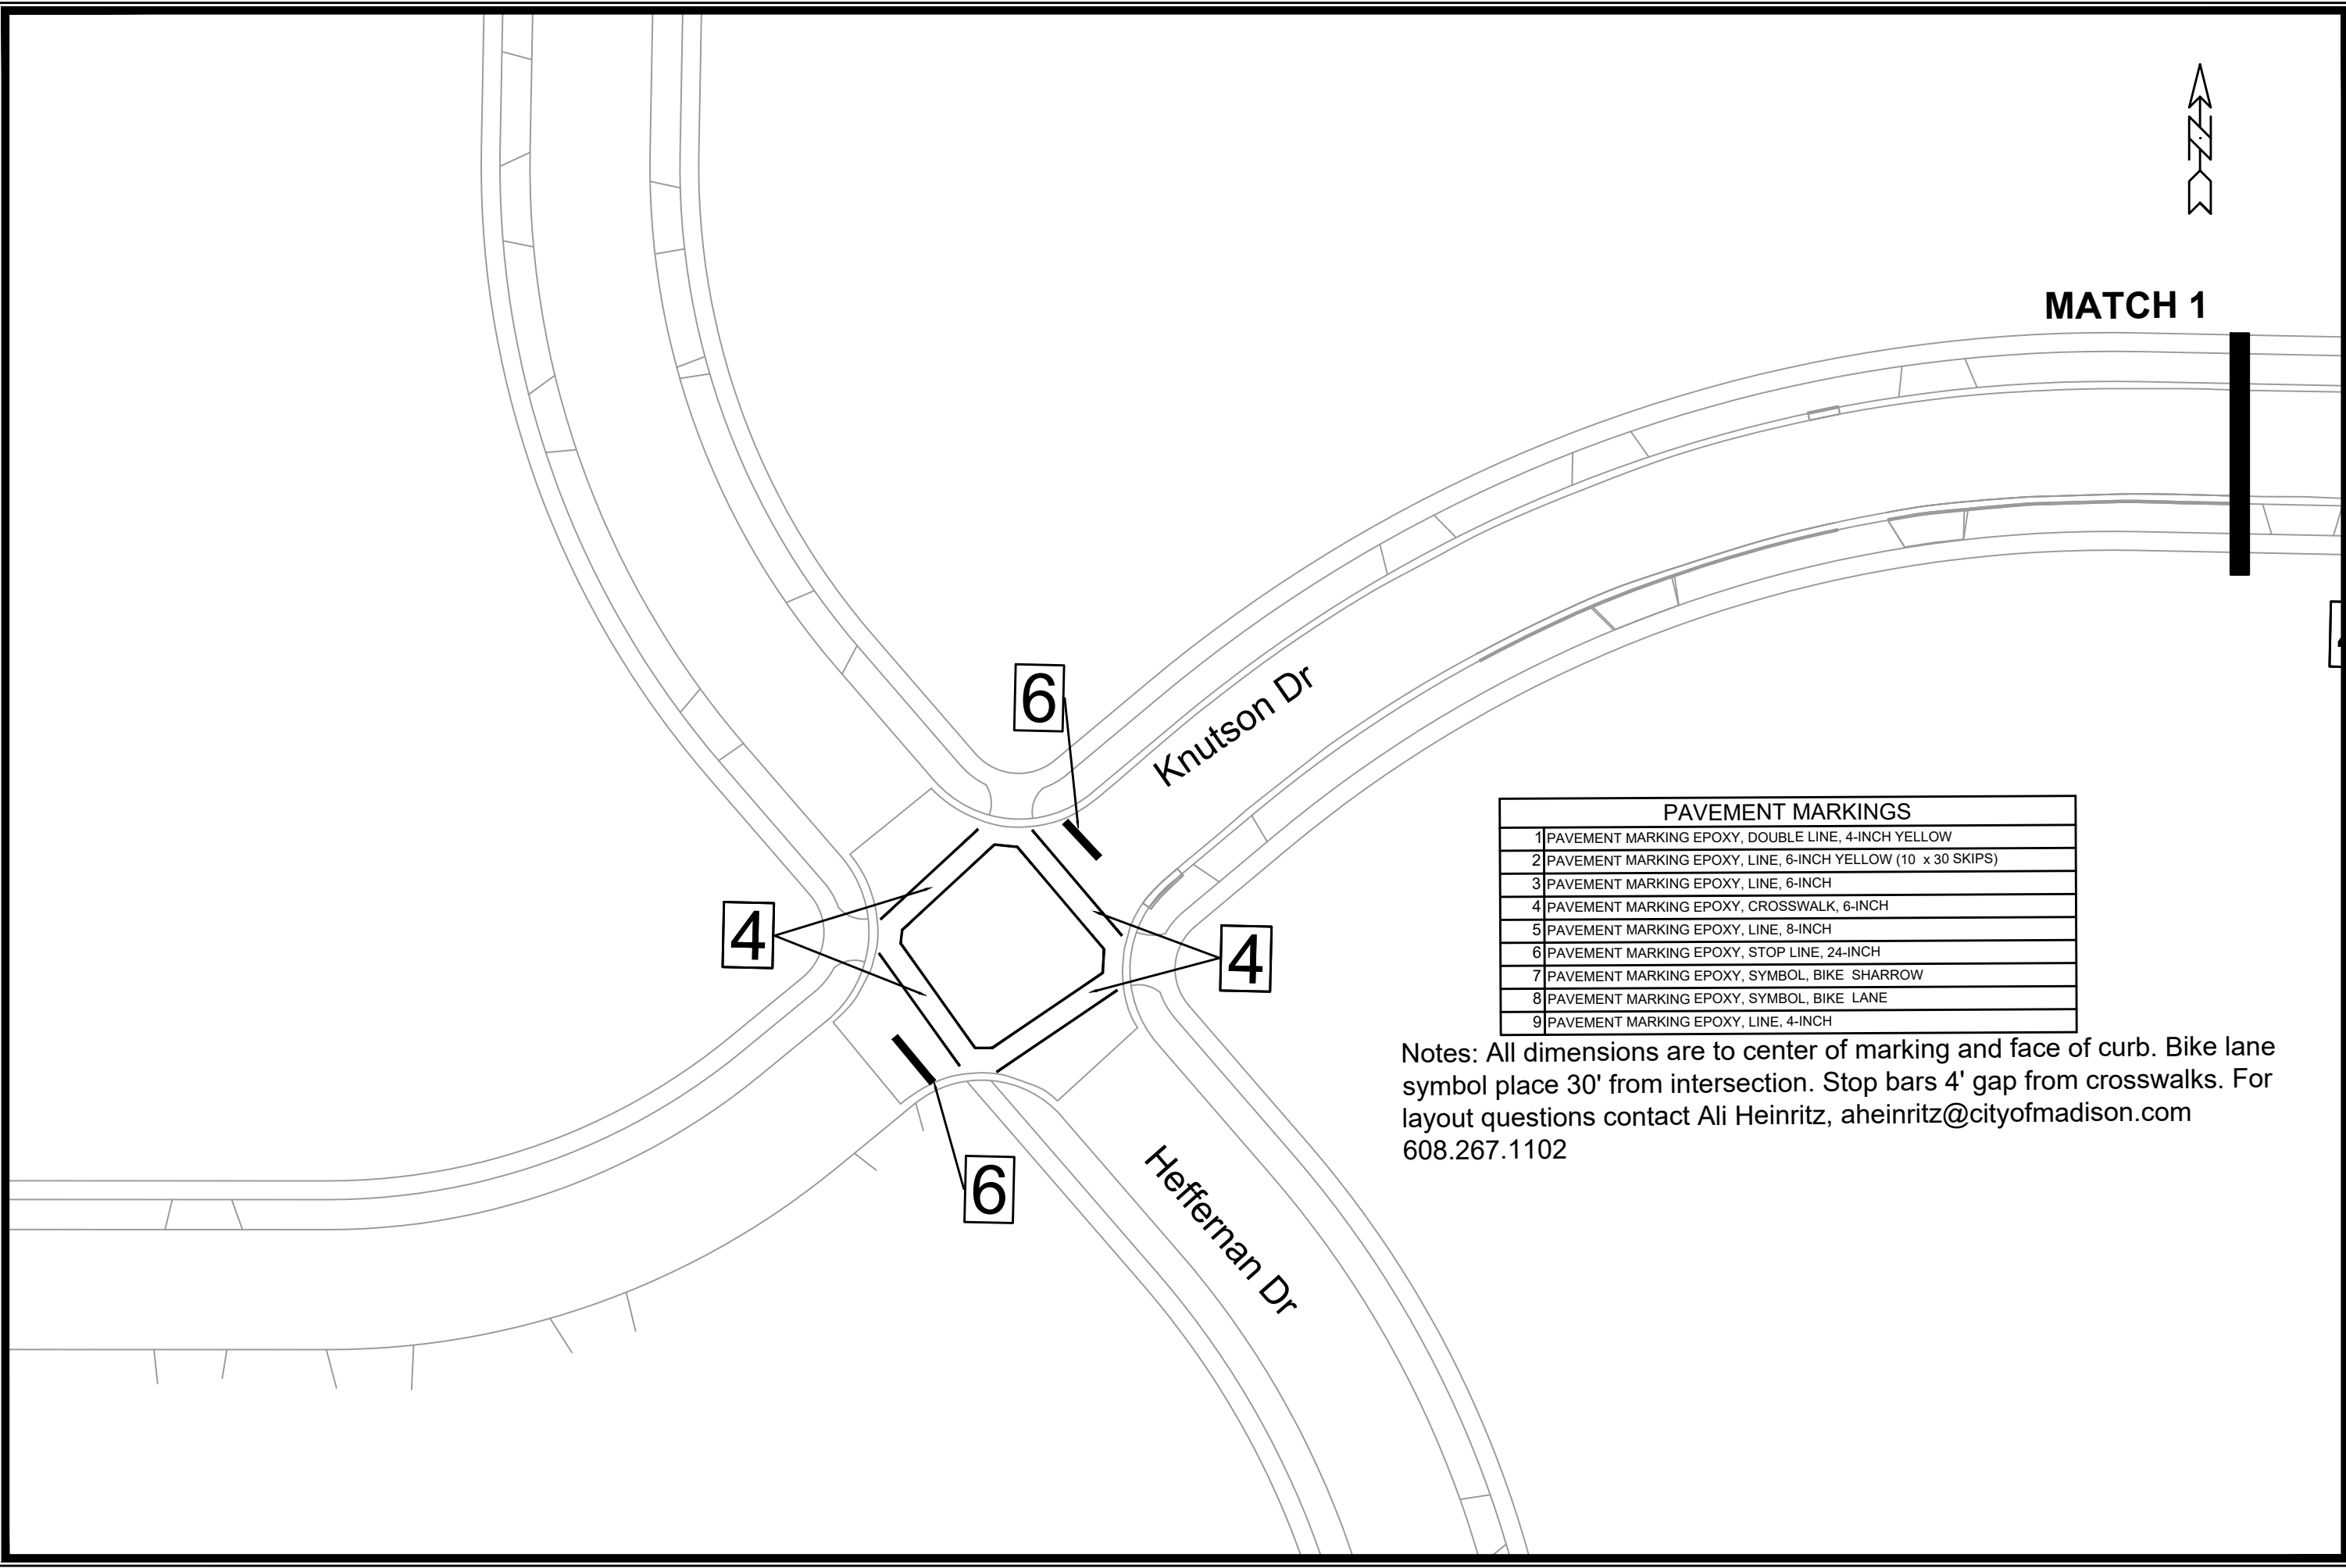 N
MATCH 1
6
Knutson Dr
4
4
6
Heffernan Dr
PAVEMENT MARKINGS
1 PAVEMENT MARKING EPOXY, DOUBLE LINE, 4-INCH YELLOW
2 PAVEMENT MARKING EPOXY, LINE, 6-INCH YELLOW (10 x 30 SKIPS)
3 PAVEMENT MARKING EPOXY, LINE, 6-INCH
4 PAVEMENT MARKING EPOXY, CROSSWALK, 6-INCH
5 PAVEMENT MARKING EPOXY, LINE, 8-INCH
6 PAVEMENT MARKING EPOXY, STOP LINE, 24-INCH
7 PAVEMENT MARKING EPOXY, SYMBOL, BIKE SHARROW
8 PAVEMENT MARKING EPOXY, SYMBOL, BIKE LANE
9 PAVEMENT MARKING EPOXY, LINE, 4-INCH
Notes: All dimensions are to center of marking and face of curb. Bike lane
symbol place 30' from intersection. Stop bars 4' gap from crosswalks. For
layout questions contact Ali Heinritz, aheinritz@cityofmadison.com
608.267.1102